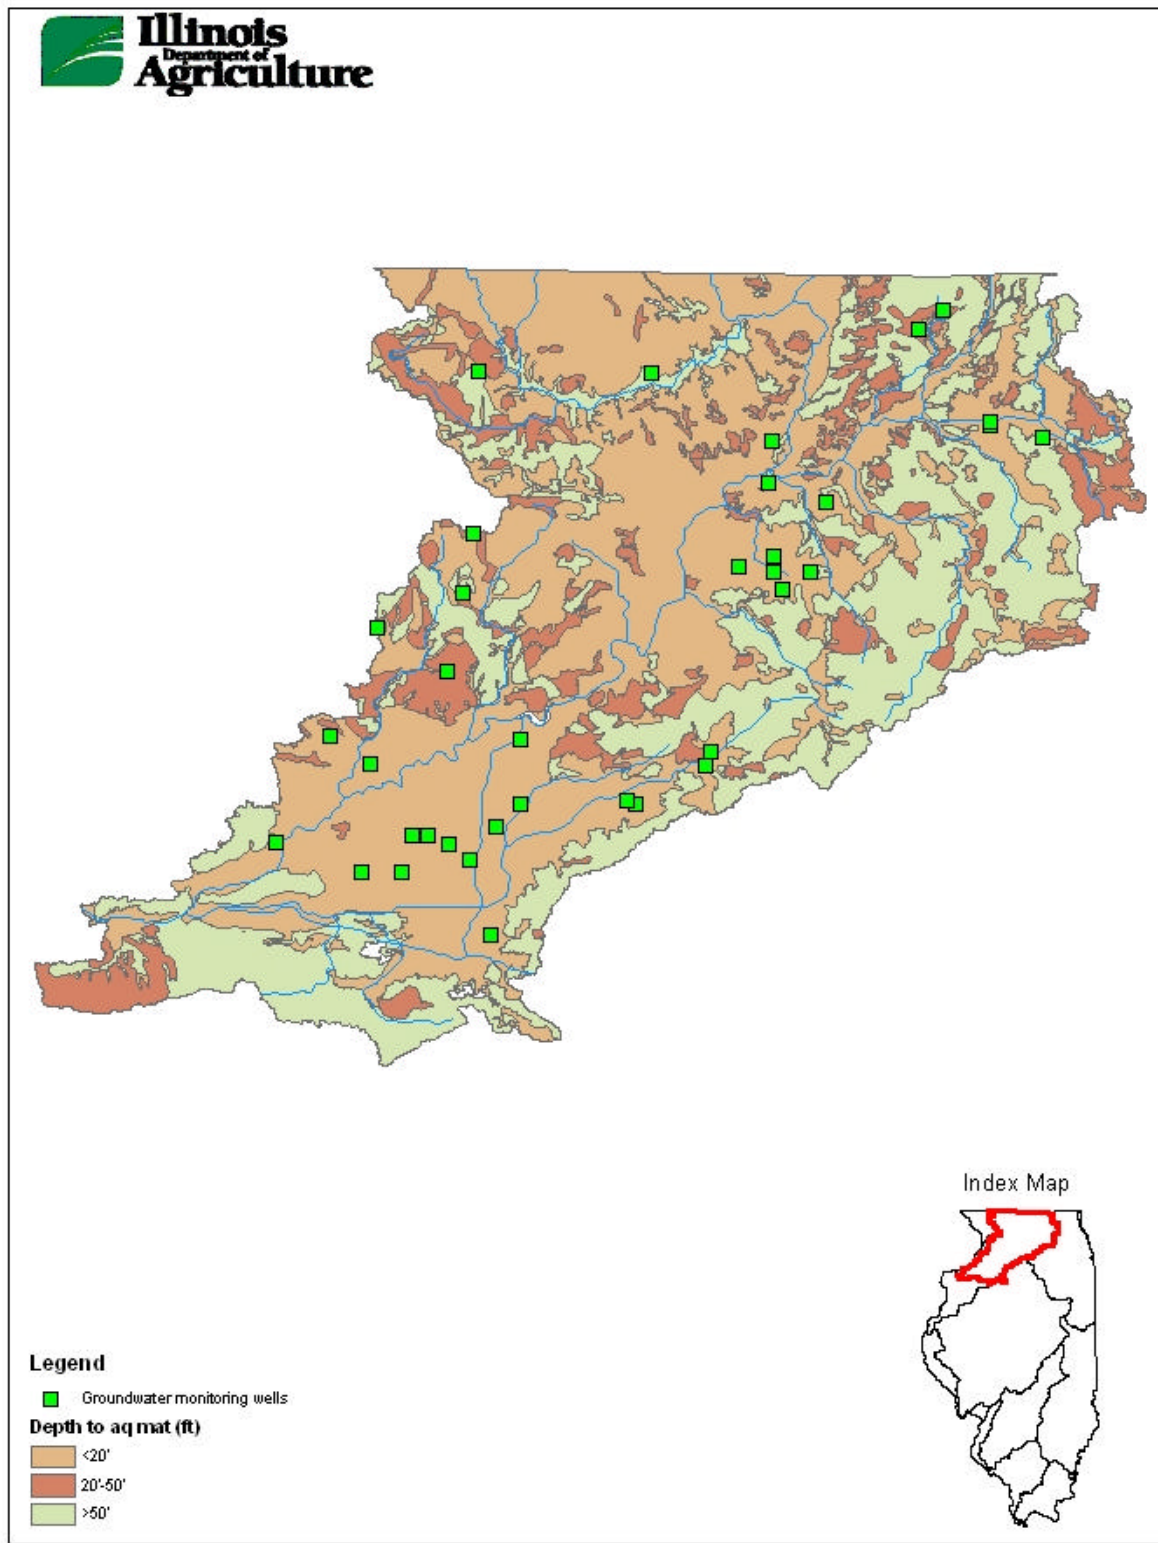 Illinois
Department of
Agriculture
Index Map
Legend
Groundwater monitoring wells
Depth to aq mat (ft)
<20'
20'-50'
>50'